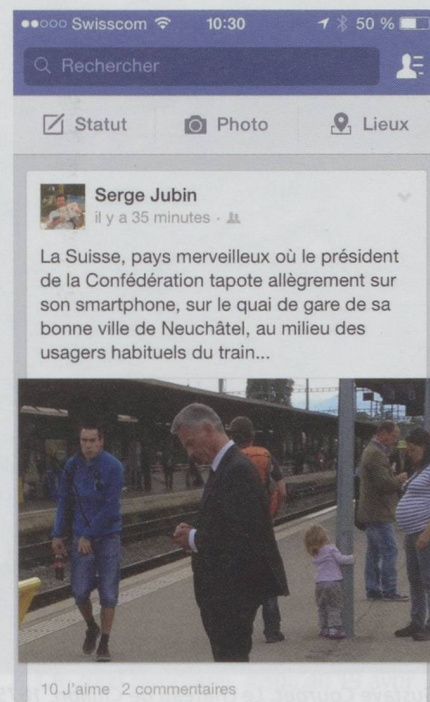 Swisscom 10:30 50 %
Rechercher
Statut Photo Lieux
Serge Jubin
il y a 35 minutes ·
La Suisse, pays merveilleux où le président
de la Confédération tapote allègrement sur
son smartphone, sur le quai de gare de sa
bonne ville de Neuchâtel, au milieu des
usagers habituels du train...
10 J'aime 2 commentaires